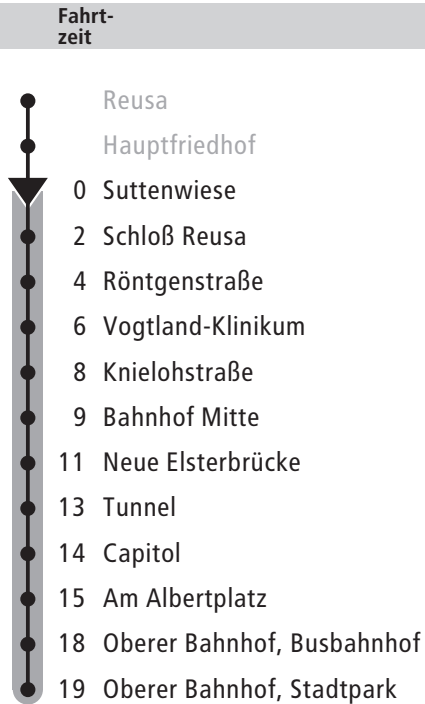 Fahrt-
zeit
Reusa
Hauptfriedhof
0 Suttenwiese
2 Schloß Reusa
4 Röntgenstraße
6 Vogtland-Klinikum
8 Knielohstraße
9 Bahnhof Mitte
11 Neue Elsterbrücke
13 Tunnel
14 Capitol
15 Am Albertplatz
18 Oberer Bahnhof, Busbahnhof
19 Oberer Bahnhof, Stadtpark